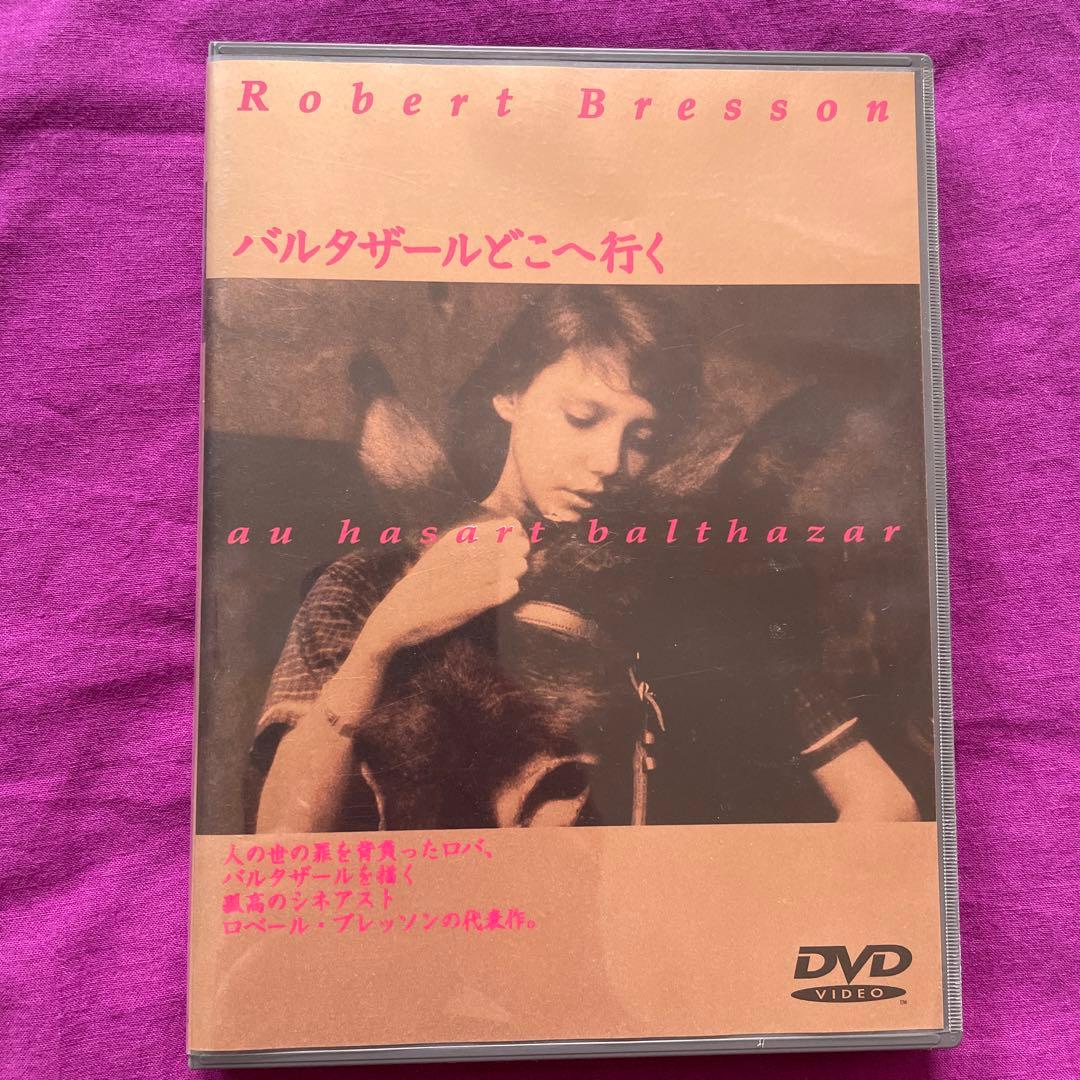 Robert Bresson
バルタザールどこへ行く
au hasart balthazar
人の世の罪を背負ったロバ、
バルタザールを描く
孤高のシネアスト
ロベール・ブレッソンの代表作。
DVD
VIDEO
TM